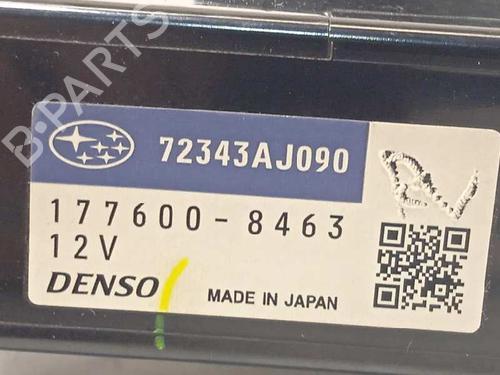 B-PARTS
72343AJ090
177600-8463
12V
DENSO
MADE IN JAPAN